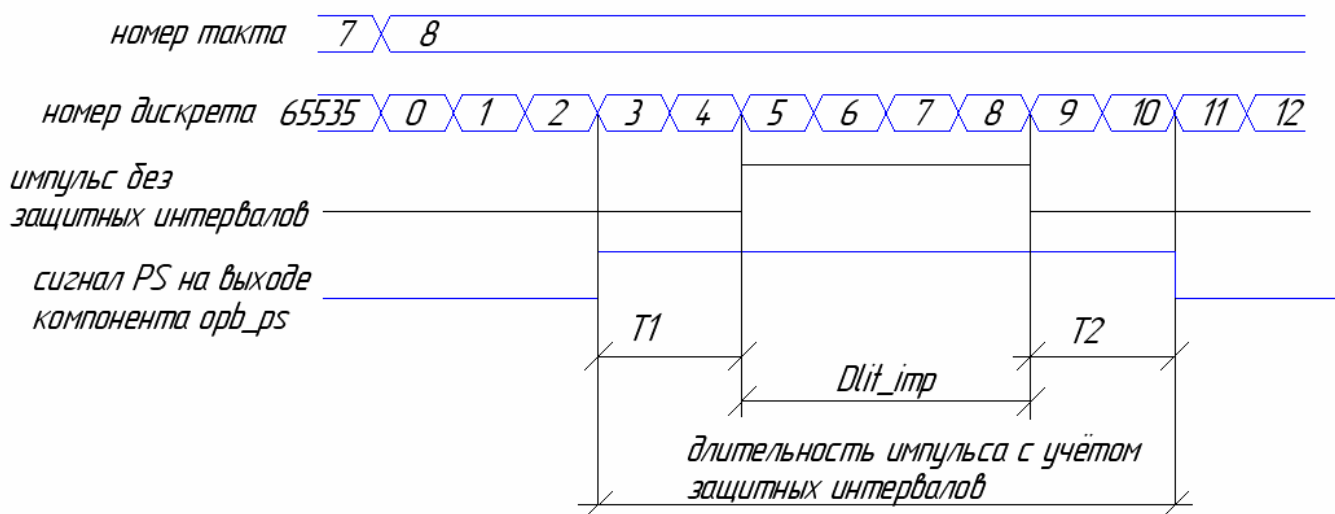 номер такта 7 8
номер дискрета 65535 0 1 2 3 4 5 6 7 8 9 10 11 12
импульс без
защитных интервалов
сигнал PS на выходе
компонента opb_ps
T1 T2
Dlit_imp
длительность импульса с учётом
защитных интервалов